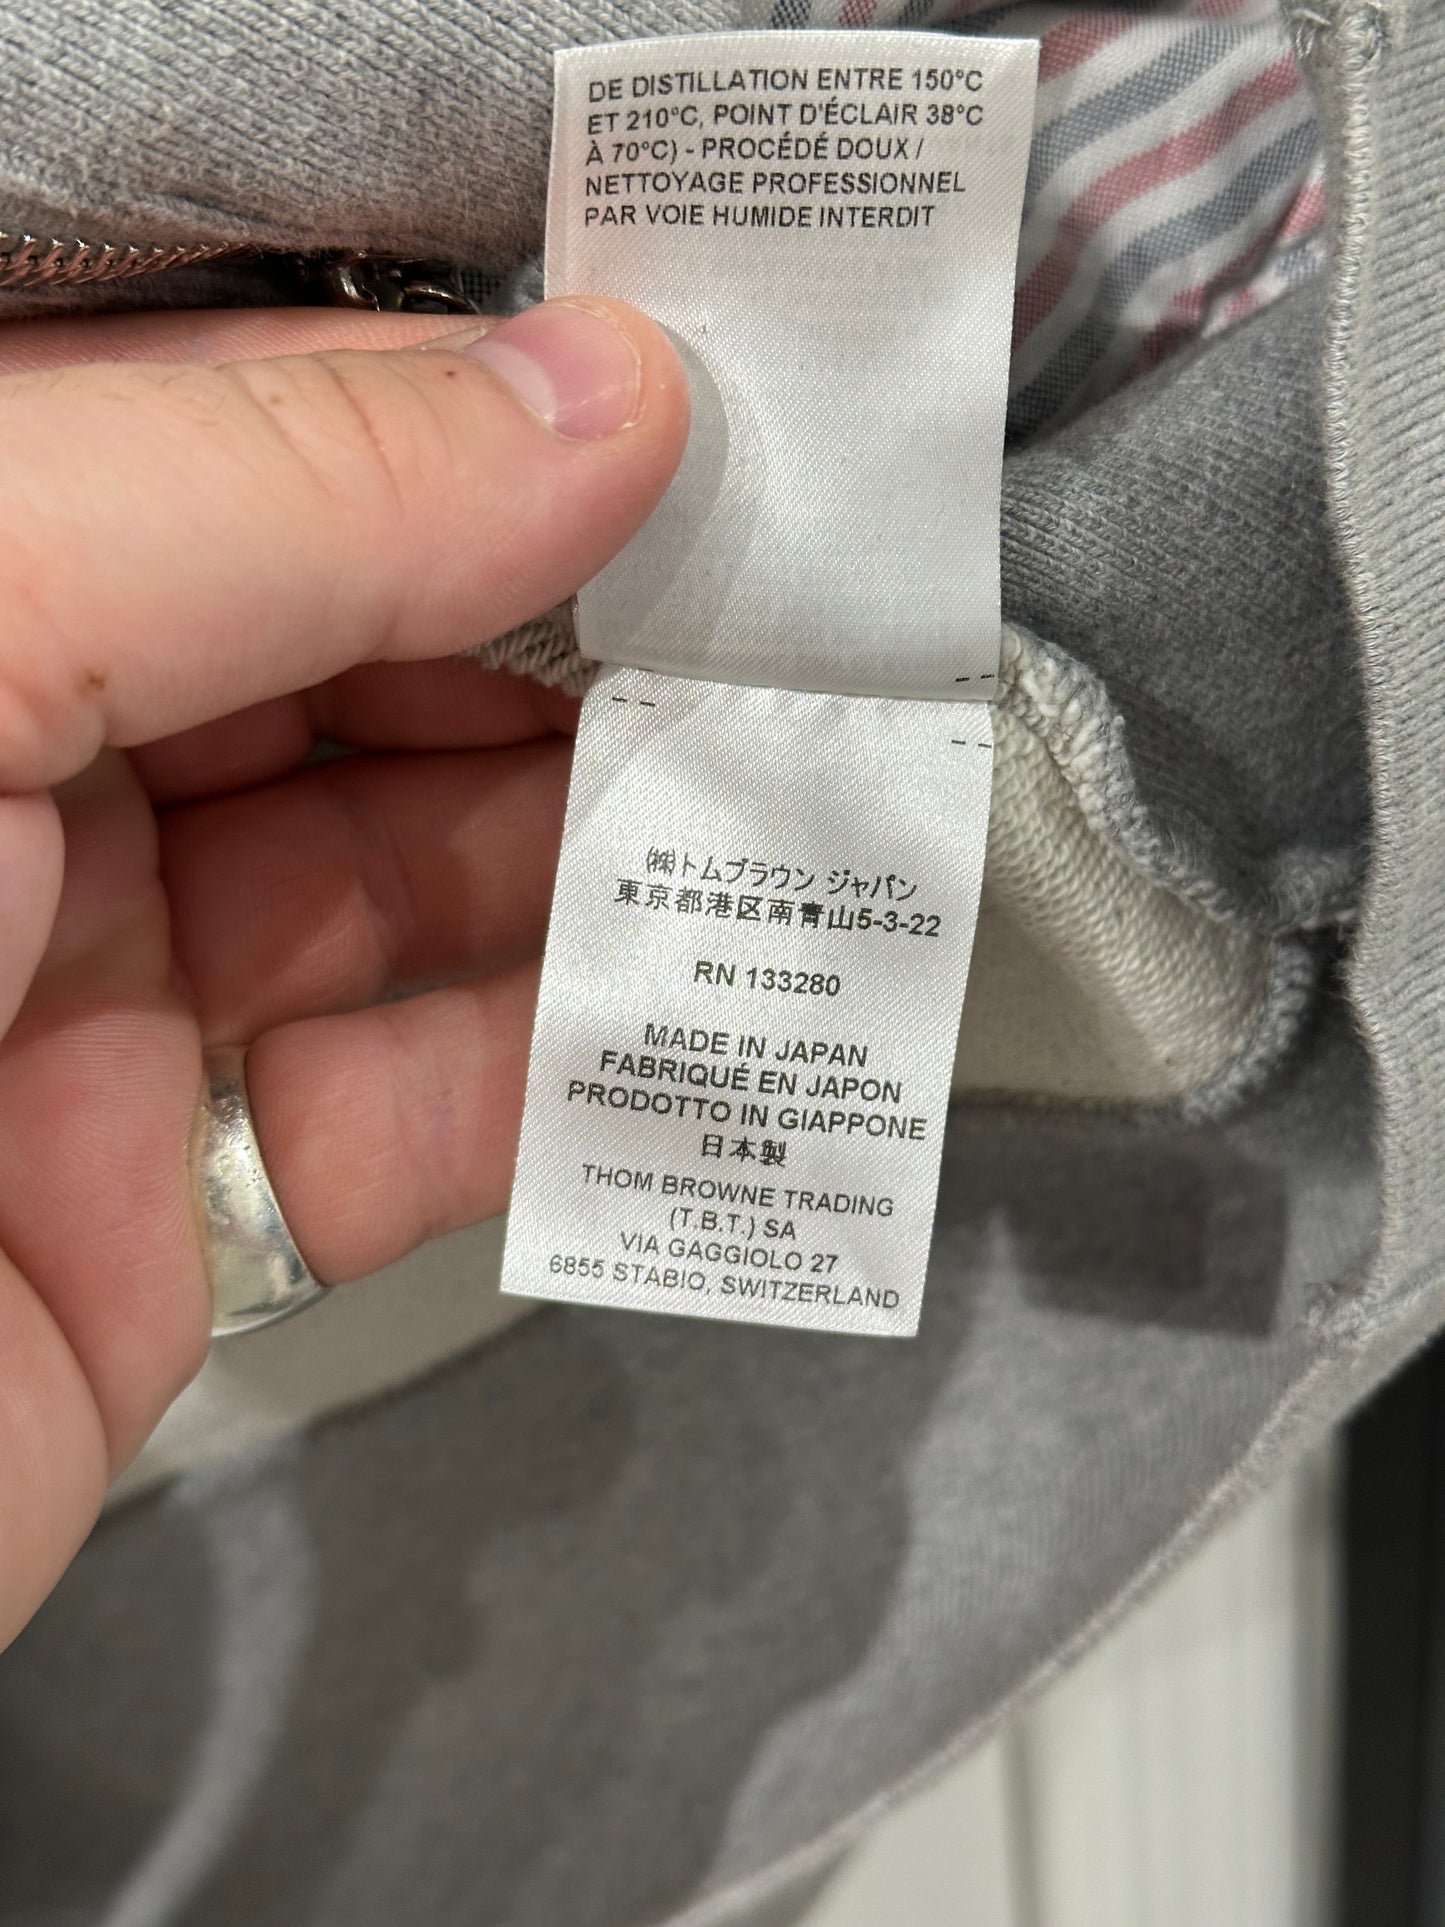 DE DISTILLATION ENTRE 150°C
ET 210°C, POINT D'ÉCLAIR 38°C
À 70°C) - PROCÉDÉ DOUX /
NETTOYAGE PROFESSIONNEL
PAR VOIE HUMIDE INTERDIT
(株)トムブラウン ジャパン
東京都港区南青山5-3-22
RN 133280
MADE IN JAPAN
FABRIQUÉ EN JAPON
PRODOTTO IN GIAPPONE
日本製
THOM BROWNE TRADING
(T.B.T.) SA
VIA GAGGIOLO 27
6855 STABIO, SWITZERLAND